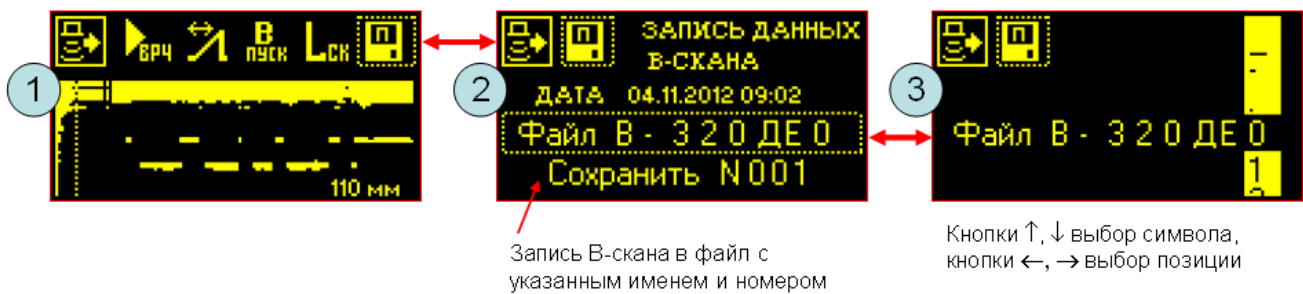 1
ВРЧ
В
ПУСК
LСК
П
110 мм
2
П
ЗАПИСЬ ДАННЫХ
В-СКАНА
ДАТА 04.11.2012 09:02
Файл В - 3 2 0 ДЕ 0
Сохранить N 001
3
П
Файл В - 3 2 0 ДЕ 0
1
Запись В-скана в файл с
указанным именем и номером
Кнопки ↑, ↓ выбор символа,
кнопки ←, → выбор позиции